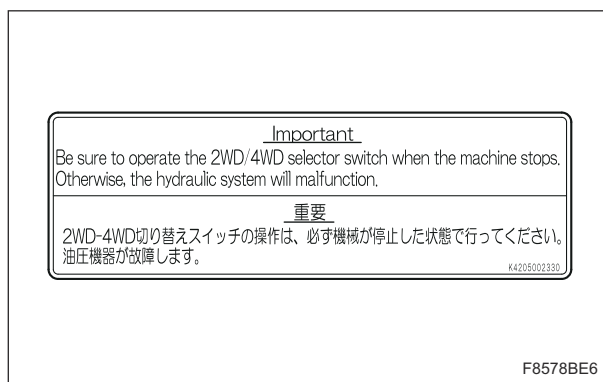 Important
Be sure to operate the 2WD/4WD selector switch when the machine stops.
Otherwise, the hydraulic system will malfunction.
重要
2WD-4WD切り替えスイッチの操作は、必ず機械が停止した状態で行ってください。
油圧機器が故障します。
K4205002330
F8578BE6